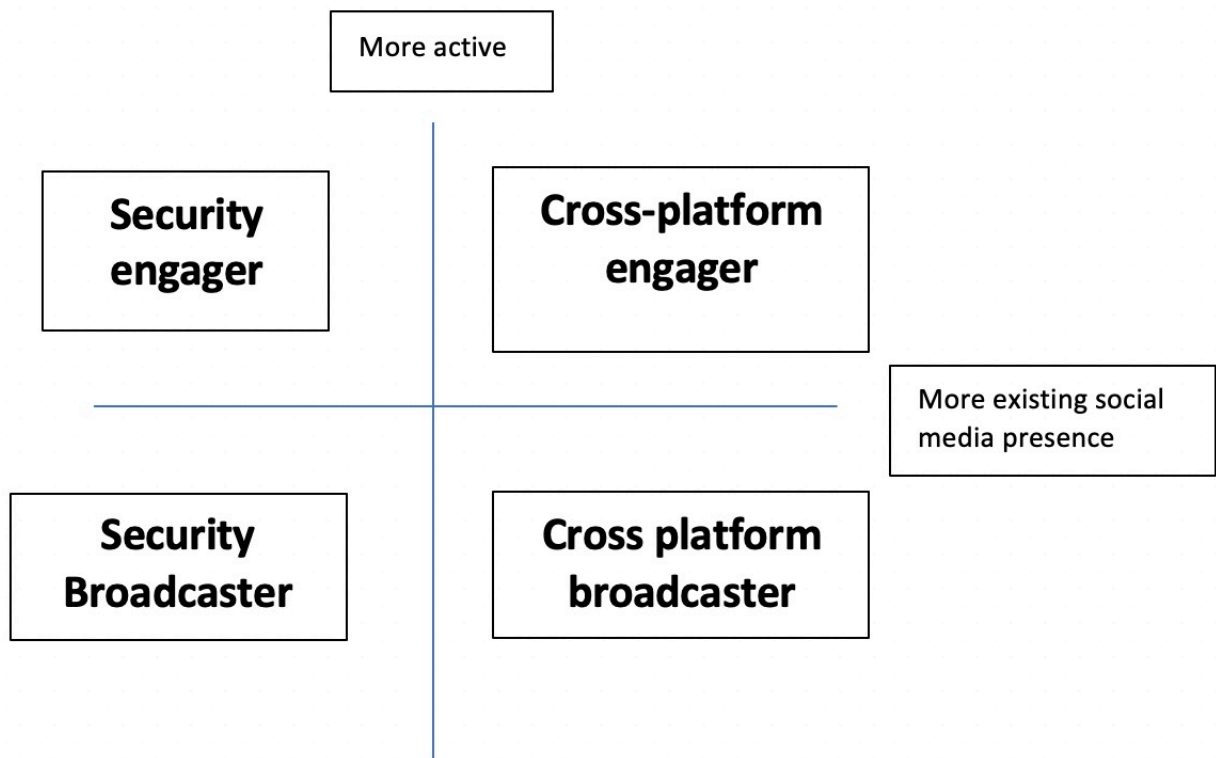 More active
Security
engager
Cross-platform
engager
More existing social
media presence
Security
Broadcaster
Cross platform
broadcaster